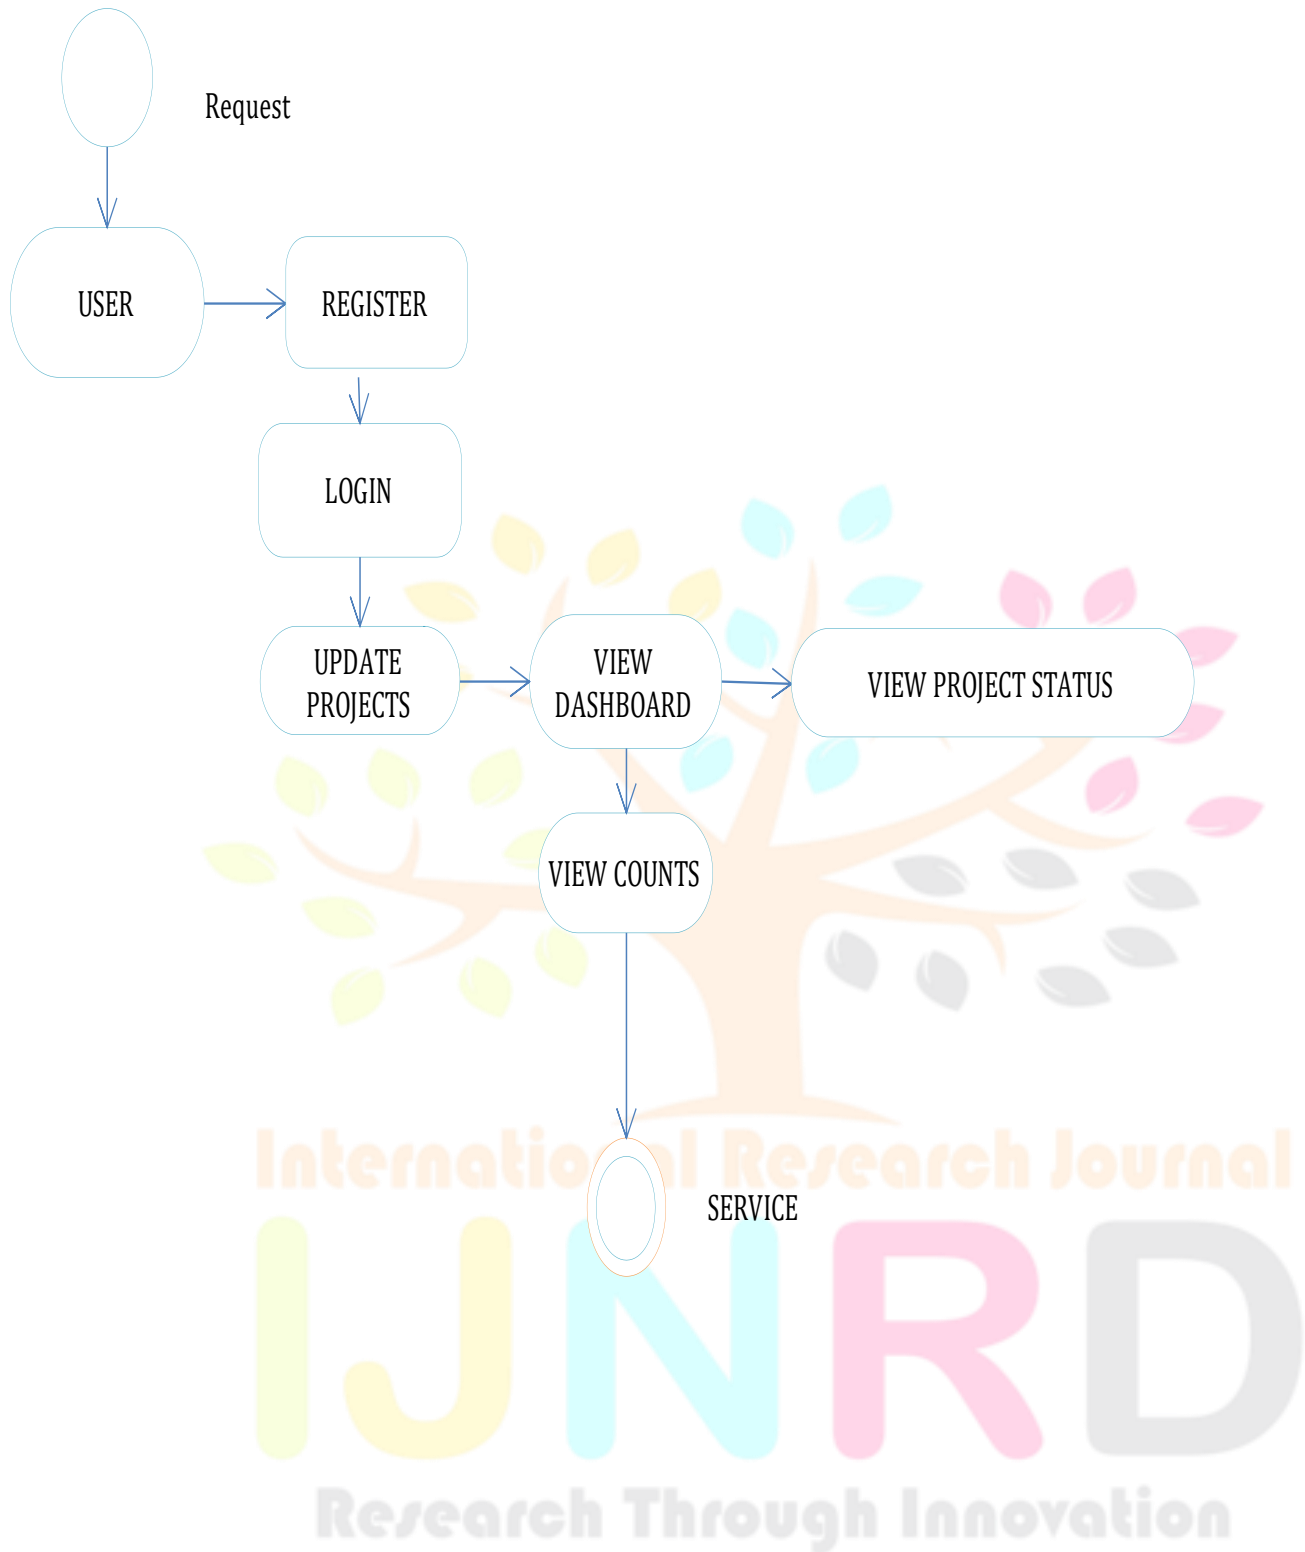 Request
USER
REGISTER
LOGIN
UPDATE
PROJECTS
VIEW
DASHBOARD
VIEW PROJECT STATUS
VIEW COUNTS
International Research Journal
SERVICE
IJNRD
Research Through Innovation